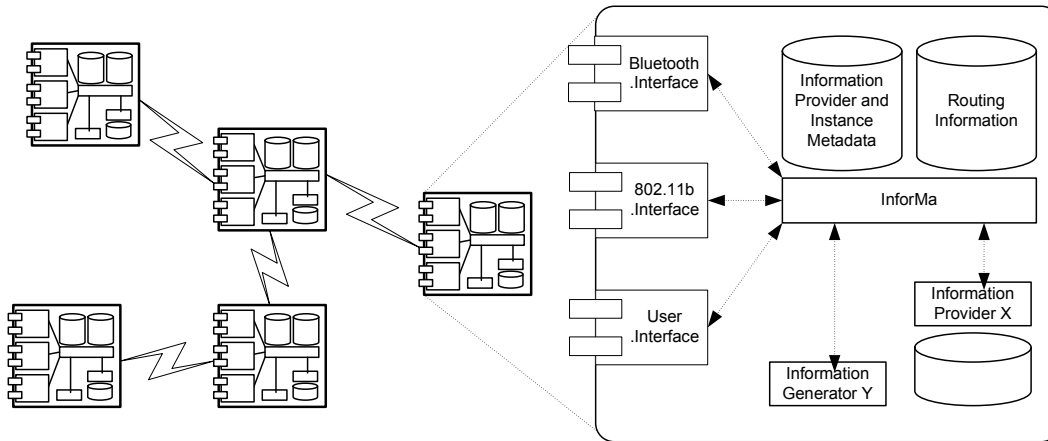 Bluetooth
.Interface
Information
Provider and
Instance
Metadata
Routing
Information
802.11b
.Interface
InforMa
User
.Interface
Information
Provider X
Information
Generator Y